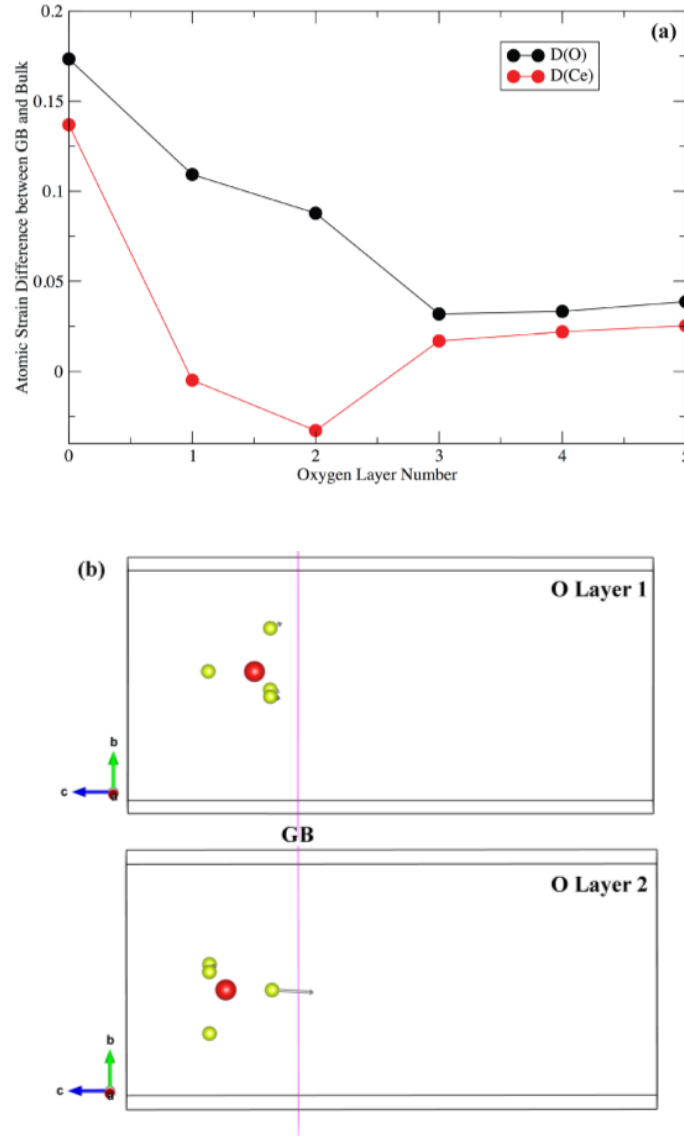 0.2
(a)
D(O)
D(Ce)
0.15
0.1
0.05
0
Atomic Strain Difference between GB and Bulk
0 1 2 3 4 5
Oxygen Layer Number
(b)
O Layer 1
b
c
a
GB
O Layer 2
b
c
a